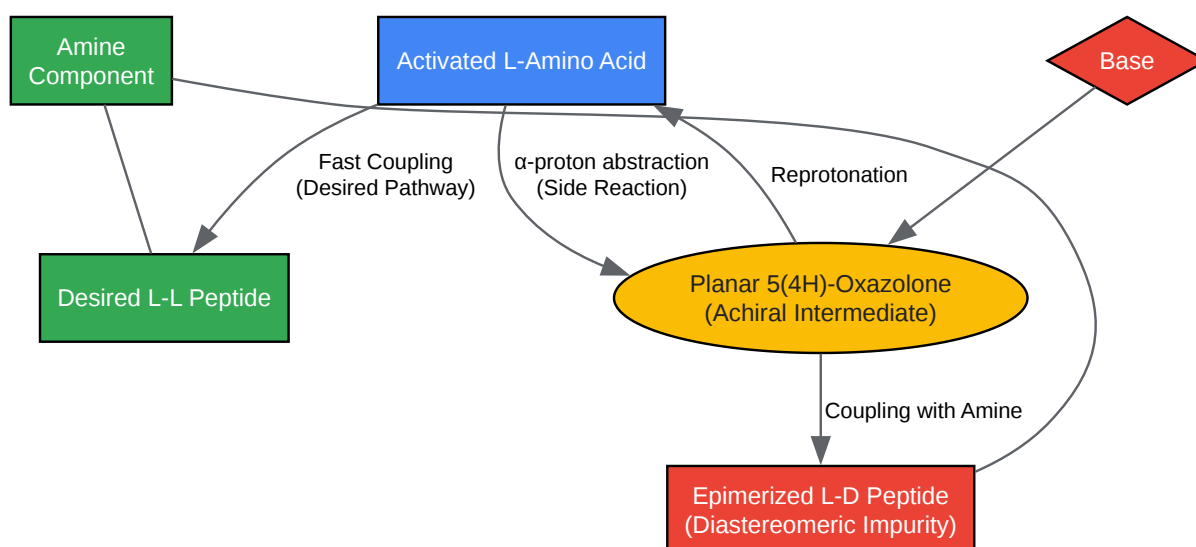 Amine
Component
Activated L-Amino Acid
Base
Fast Coupling
(Desired Pathway)
α-proton abstraction
(Side Reaction)
Reprotonation
Desired L-L Peptide
Planar 5(4H)-Oxazolone
(Achiral Intermediate)
Coupling with Amine
Epimerized L-D Peptide
(Diastereomeric Impurity)